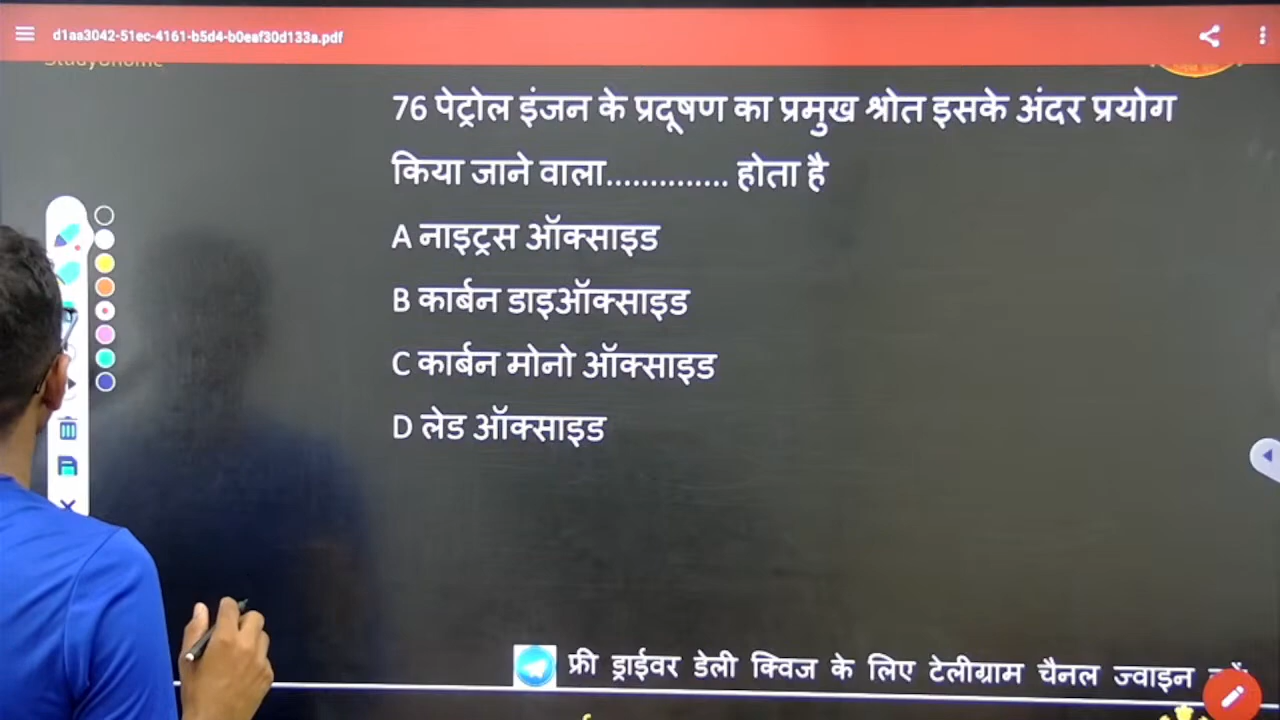 d1aa3042-51ec-4161-b5d4-b0eaf30d133a.pdf
76 पेट्रोल इंजन के प्रदूषण का प्रमुख श्रोत इसके अंदर प्रयोग
किया जाने वाला.............. होता है
A नाइट्रस ऑक्साइड
B कार्बन डाइऑक्साइड
C कार्बन मोनो ऑक्साइड
D लेड ऑक्साइड
फ्री ड्राईवर डेली क्विज के लिए टेलीग्राम चैनल ज्वाइन